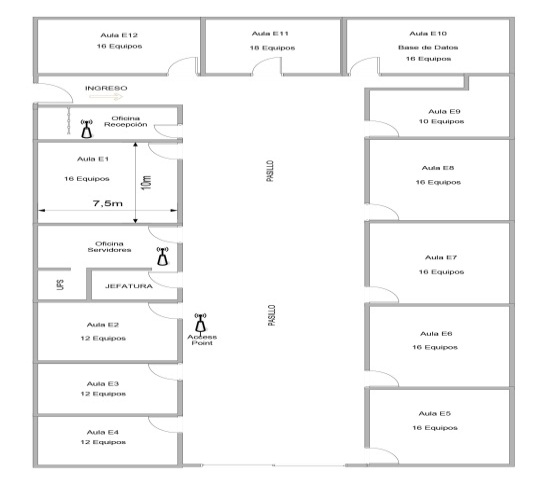 Aula E12
16 Equipos
Aula E11
18 Equipos
Aula E10
Base de Datos
16 Equipos
INGRESO
Oficina
Recepción
Aula E9
10 Equipos
Aula E1
16 Equipos
10m
7,5m
PASILLO
Aula E8
16 Equipos
Oficina
Servidores
UPS
JEFATURA
Aula E7
16 Equipos
Aula E2
12 Equipos
Access
Point
PASILLO
Aula E6
16 Equipos
Aula E3
12 Equipos
Aula E4
12 Equipos
Aula E5
16 Equipos